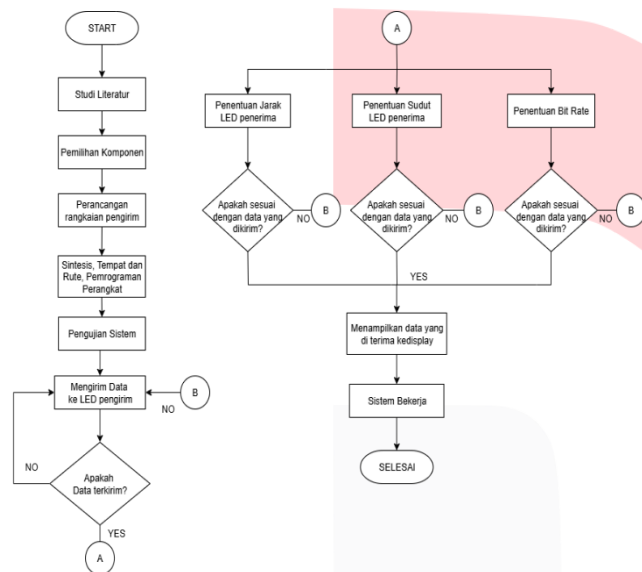 START
Studi Literatur
Pemilihan Komponen
Perancangan
rangkaian pengirim
Sintesis, Tempat dan
Rute, Pemrograman
Perangkat
Pengujian Sistem
Mengirim Data
ke LED pengirim
B
NO
NO
Apakah
Data terkirim?
YES
A
A
Penentuan Jarak
LED penerima
Penentuan Sudut
LED penerima
Penentuan Bit Rate
Apakah sesuai
dengan data yang
dikirim?
NO
B
Apakah sesuai
dengan data yang
dikirim?
NO
B
Apakah sesuai
dengan data yang
dikirim?
NO
B
YES
Menampilkan data yang
di terima kedisplay
Sistem Bekerja
SELESAI